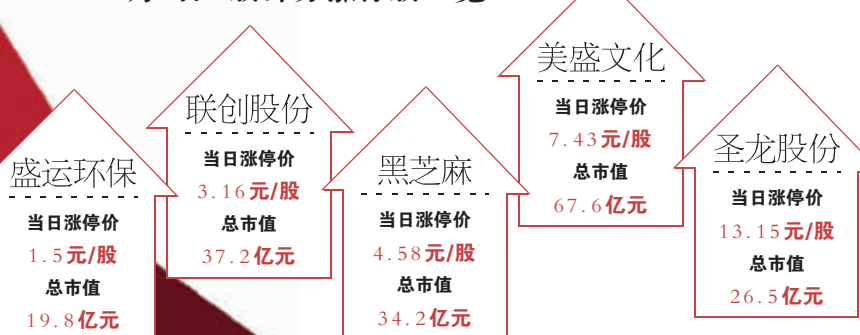 盛运环保
当日涨停价
1.5元/股
总市值
19.8亿元
联创股份
当日涨停价
3.16元/股
总市值
37.2亿元
黑芝麻
当日涨停价
4.58元/股
总市值
34.2亿元
美盛文化
当日涨停价
7.43元/股
总市值
67.6亿元
圣龙股份
当日涨停价
13.15元/股
总市值
26.5亿元